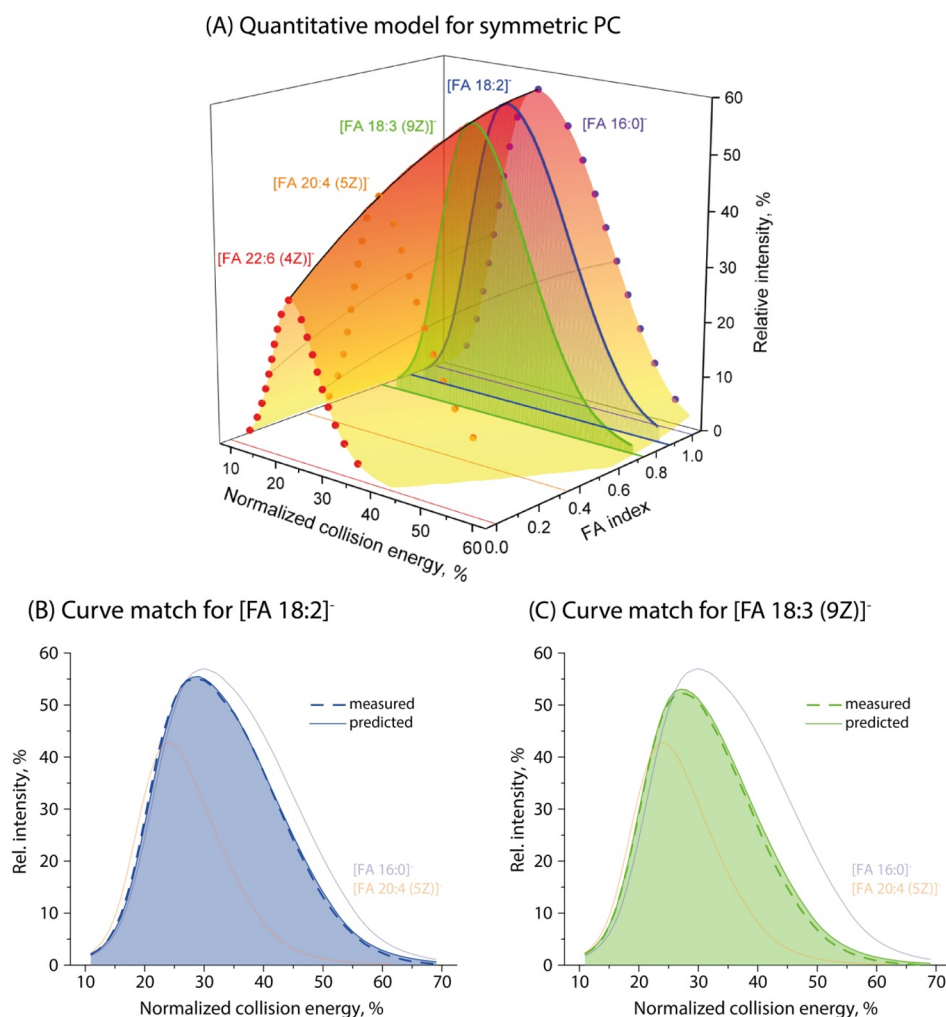 (A) Quantitative model for symmetric PC
[FA 18:2]⁻
[FA 18:3 (9Z)]⁻
[FA 16:0]⁻
[FA 20:4 (5Z)]⁻
[FA 22:6 (4Z)]⁻
60
50
40
30
20
10
0
Relative intensity, %
10
20
30
40
50
60
Normalized collision energy, %
0.0
0.2
0.4
0.6
0.8
1.0
FA index
(B) Curve match for [FA 18:2]⁻
60
50
40
30
20
10
0
Rel. intensity, %
measured
predicted
[FA 16:0]⁻
[FA 20:4 (5Z)]⁻
10 20 30 40 50 60 70
Normalized collision energy, %
(C) Curve match for [FA 18:3 (9Z)]⁻
60
50
40
30
20
10
0
Rel. intensity, %
measured
predicted
[FA 16:0]⁻
[FA 20:4 (5Z)]⁻
10 20 30 40 50 60 70
Normalized collision energy, %